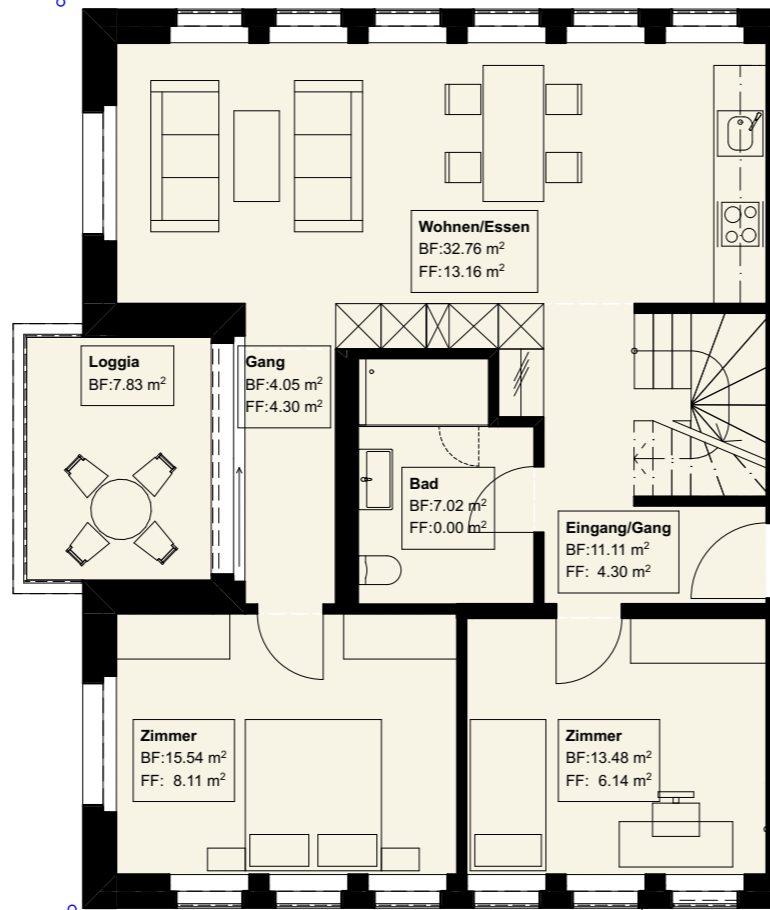 Wohnen/Essen
BF:32.76 m²
FF:13.16 m²
Loggia
BF:7.83 m²
Gang
BF:4.05 m²
FF:4.30 m²
Bad
BF:7.02 m²
FF:0.00 m²
Eingang/Gang
BF:11.11 m²
FF: 4.30 m²
Zimmer
BF:15.54 m²
FF: 8.11 m²
Zimmer
BF:13.48 m²
FF: 6.14 m²